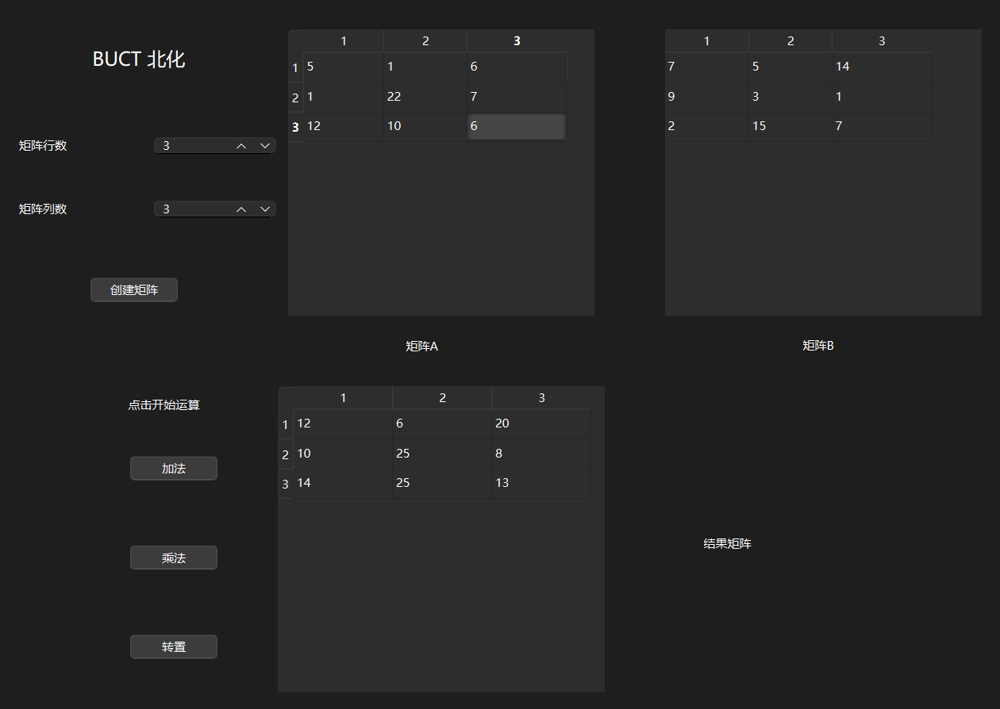 BUCT 北化
矩阵行数 3
矩阵列数 3
创建矩阵
1 2 3
1 5 1 6
2 1 22 7
3 12 10 6
矩阵A
1 2 3
7 5 14
9 3 1
2 15 7
矩阵B
点击开始运算
加法
乘法
转置
1 2 3
1 12 6 20
2 10 25 8
3 14 25 13
结果矩阵